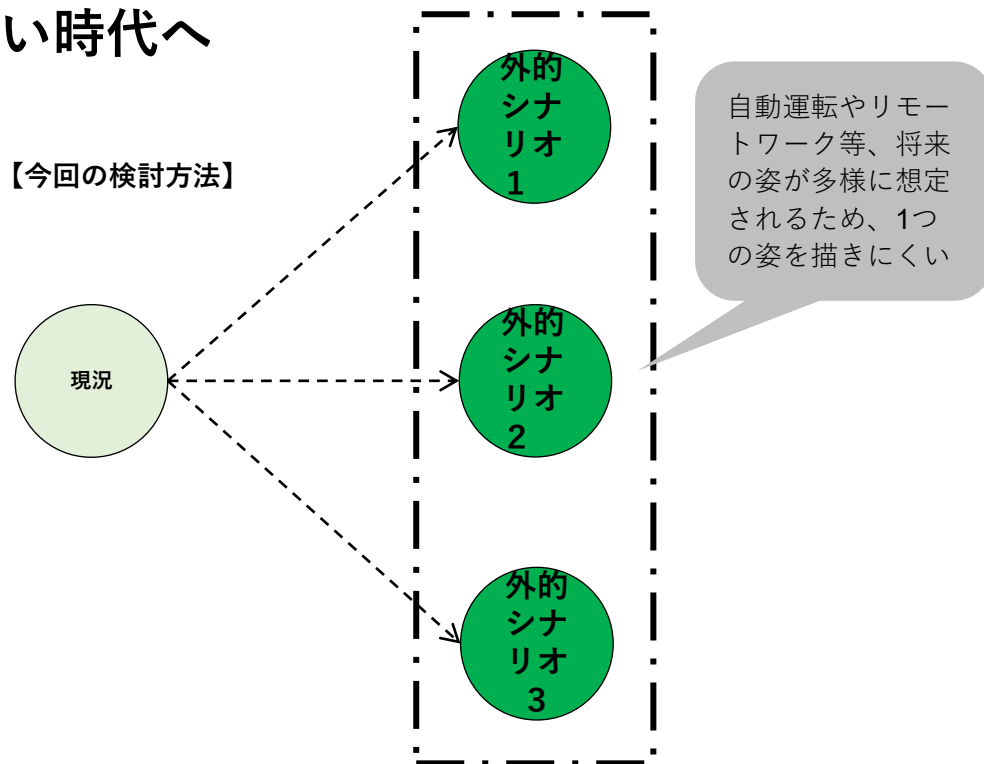 い時代へ
【今回の検討方法】
現況
外的
シナ
リオ
1
外的
シナ
リオ
2
外的
シナ
リオ
3
自動運転やリモー
トワーク等、将来
の姿が多様に想定
されるため、1つ
の姿を描きにくい